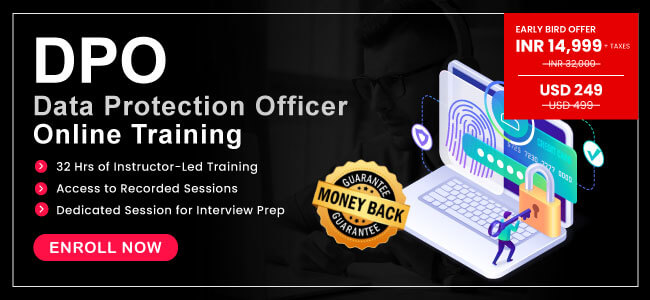 DPO
Data Protection Officer
Online Training
32 Hrs of Instructor-Led Training
Access to Recorded Sessions
Dedicated Session for Interview Prep
ENROLL NOW
GUARANTEE
MONEY BACK
GUARANTEE
EARLY BIRD OFFER
INR 14,999 + TAXES
INR 32,000
USD 249
USD 499
CREDIT CARD